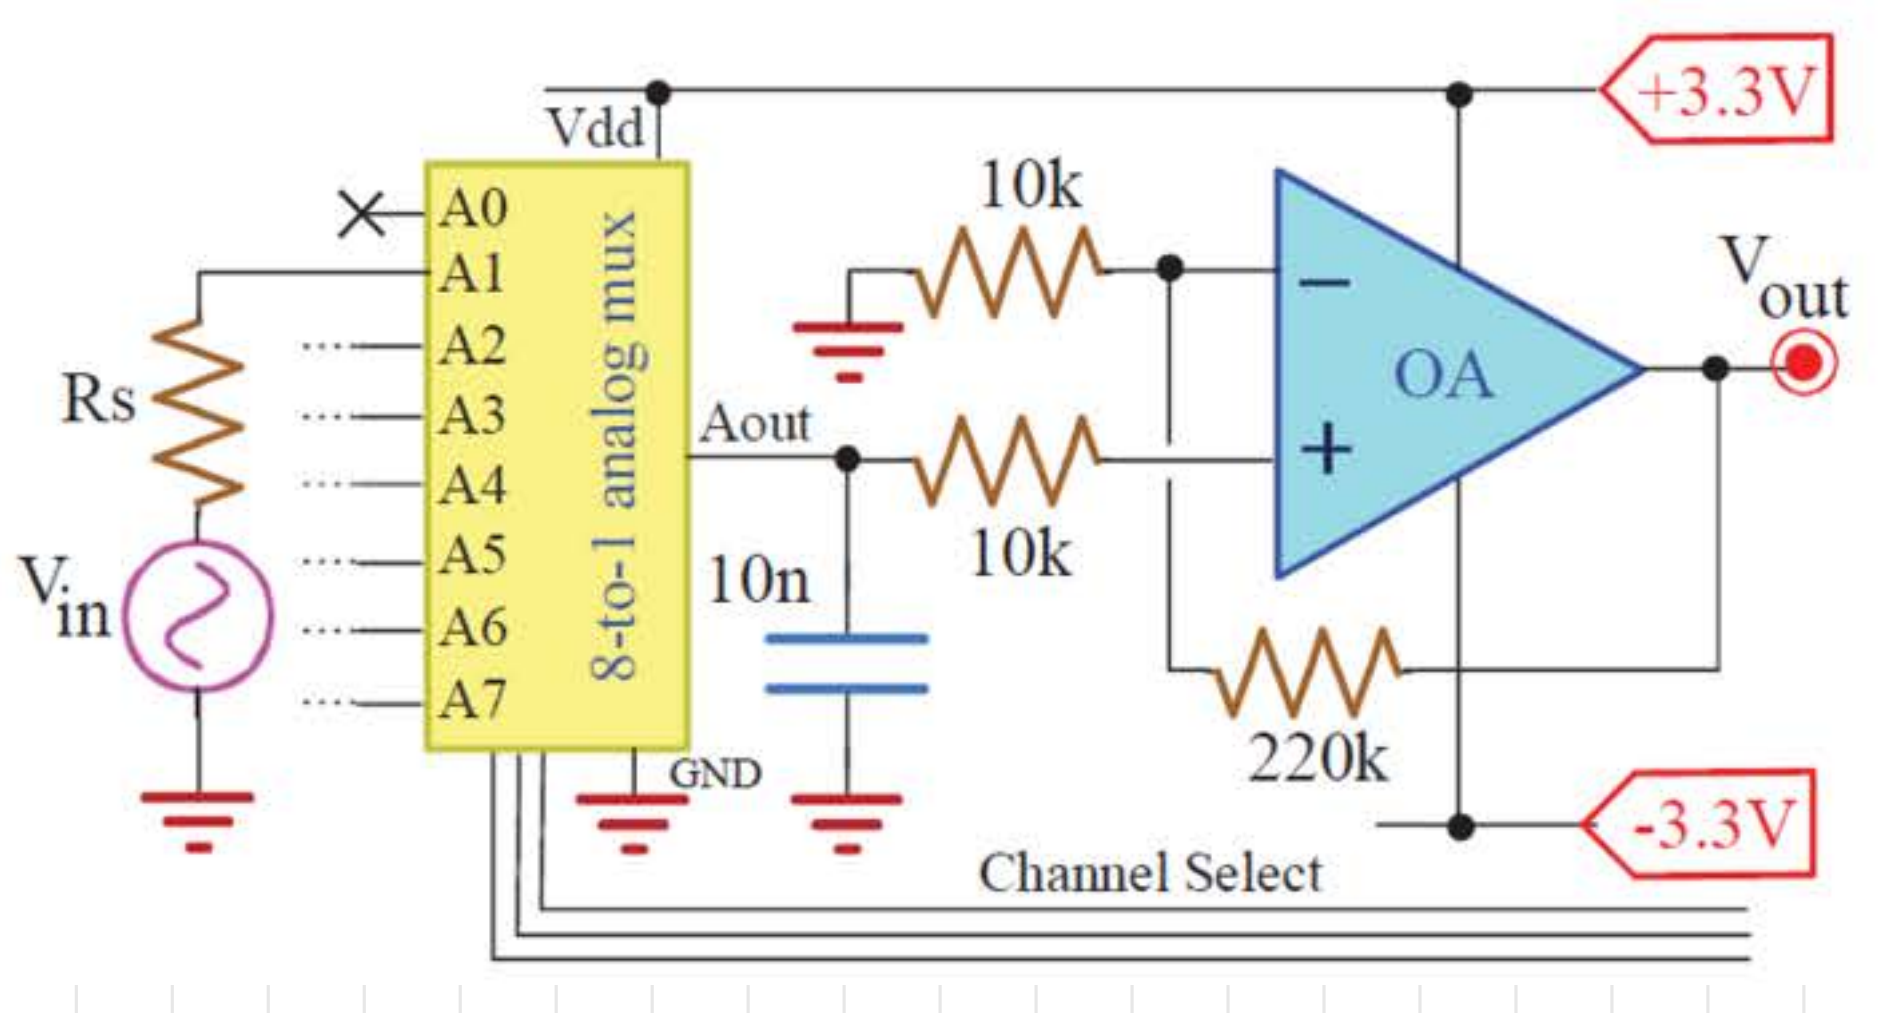 +3.3V
Vdd
10k
A0
A1
A2
A3
A4
A5
A6
A7
8-to-1 analog mux
Rs
Vin
Aout
10n
10k
−
+
OA
Vout
220k
GND
-3.3V
Channel Select